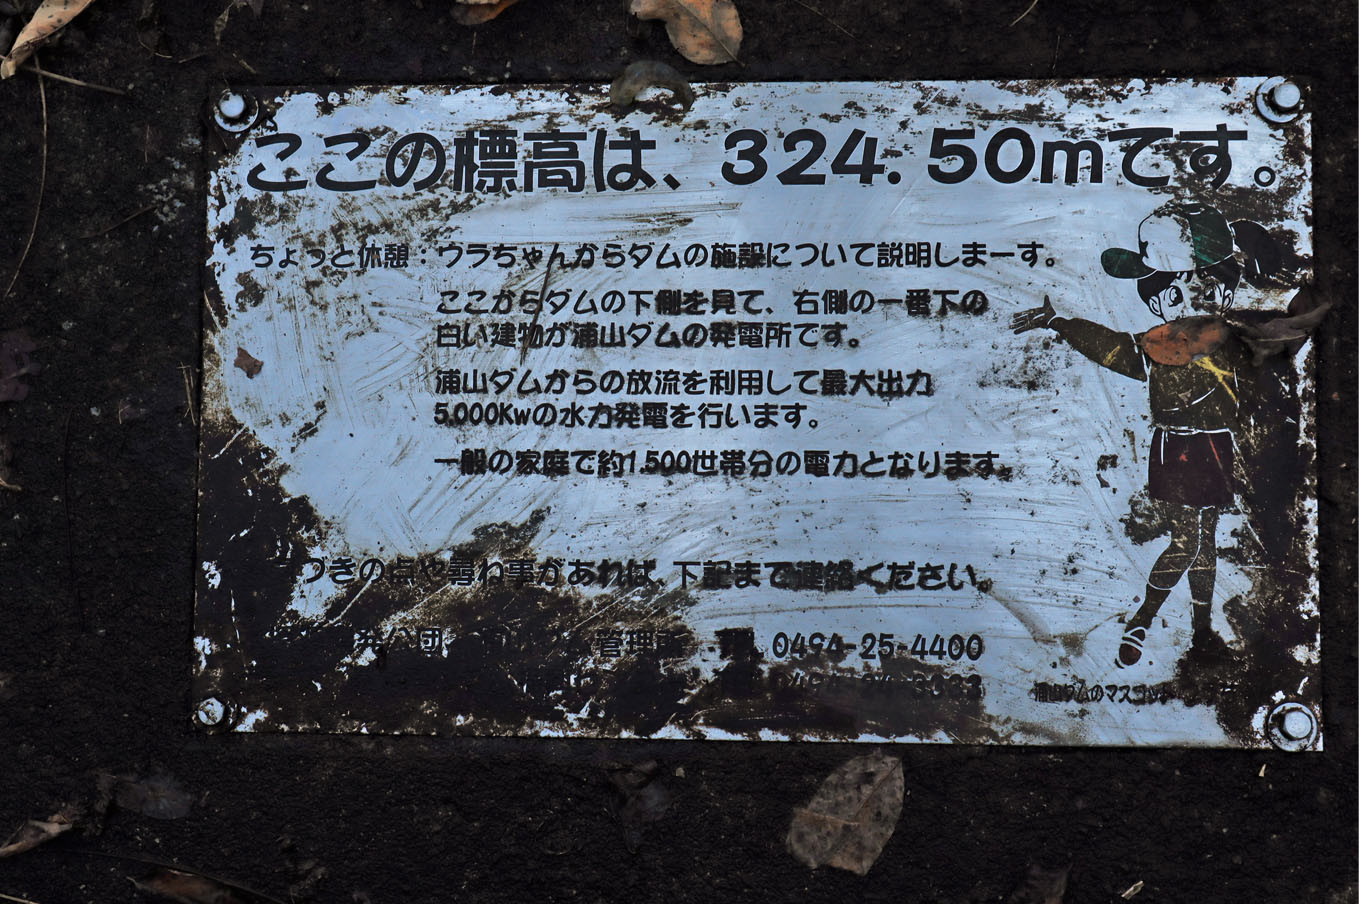 ここの標高は、324.50mです。
ちょっと休憩：ウラちゃんからダムの施設について説明しまーす。
ここからダムの下側を見て、右側の一番下の
白い建物が浦山ダムの発電所です。
浦山ダムからの放流を利用して最大出力
5,000Kwの水力発電を行います。
一般の家庭で約1,500世帯分の電力となります。
つきの点や尋ね事があれば、下記まで連絡ください。
公団 管理所 0494-25-4400
浦山ダムのマスコット